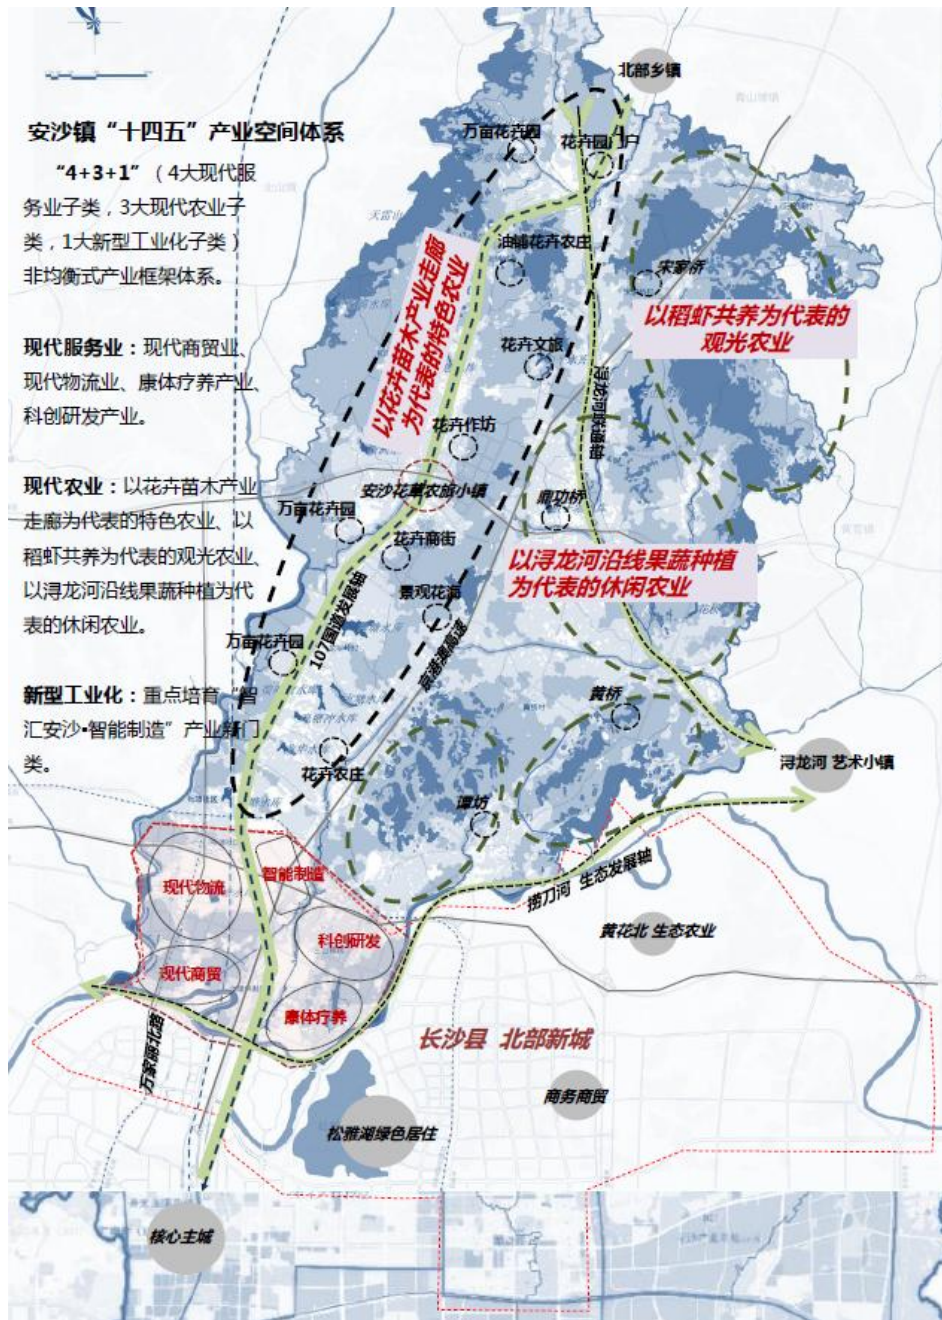 北部乡镇
安沙镇“十四五”产业空间体系
“4+3+1”（4大现代服
务业子类，3大现代农业子
类，1大新型工业化子类）
非均衡式产业框架体系。
现代服务业：现代商贸业、
现代物流业、康体疗养产业、
科创研发产业。
现代农业：以花卉苗木产业
走廊为代表的特色农业、以
稻虾共养为代表的观光农业、
以浔龙河沿线果蔬种植为代
表的休闲农业。
新型工业化：重点培育“智
汇安沙•智能制造”产业新门
类。
万亩花卉园
花卉园门户
天雷山
油铺花卉农庄
宋家桥
以花卉苗木产业走廊
为代表的特色农业
以稻虾共养为代表的
观光农业
花卉文旅
浔龙河联通轴
花卉作坊
安沙花草农旅小镇
鼎功桥
万亩花卉园
花卉商街
以浔龙河沿线果蔬种植
为代表的休闲农业
景观花海
107国道发展轴
京港澳高速
万亩花卉园
黄桥
花卉农庄
浔龙河 艺术小镇
谭坊
捞刀河 生态发展轴
智能制造
现代物流
科创研发
现代商贸
康体疗养
黄花北 生态农业
万家丽北路
长沙县 北部新城
商务商贸
松雅湖绿色居住
核心主城